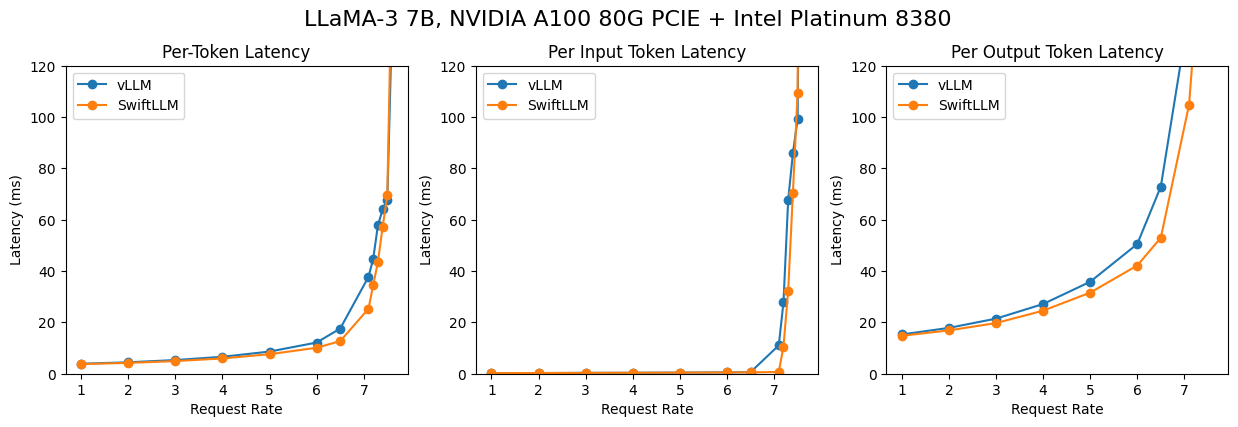 LLaMA-3 7B, NVIDIA A100 80G PCIE + Intel Platinum 8380
Per-Token Latency
vLLM
SwiftLLM
120
100
80
60
40
20
0
Latency (ms)
1 2 3 4 5 6 7
Request Rate
Per Input Token Latency
vLLM
SwiftLLM
120
100
80
60
40
20
0
Latency (ms)
1 2 3 4 5 6 7
Request Rate
Per Output Token Latency
vLLM
SwiftLLM
120
100
80
60
40
20
0
Latency (ms)
1 2 3 4 5 6 7
Request Rate